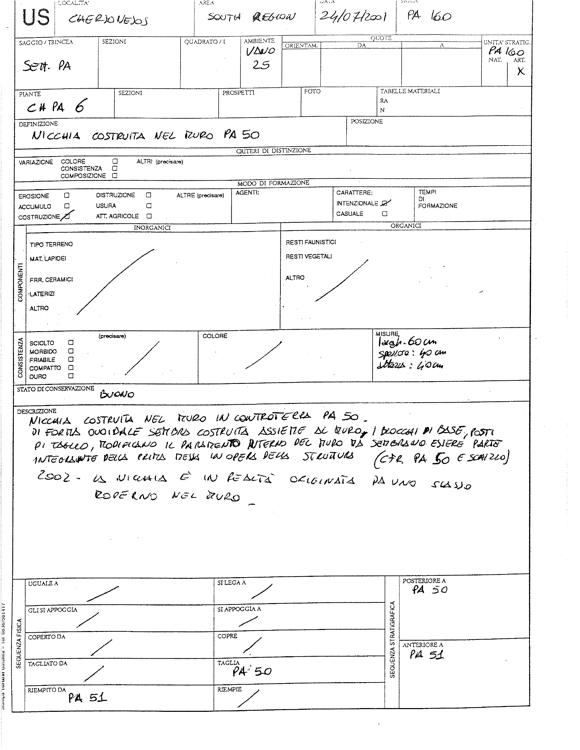 US
LOCALITA'
CHERSONESOS
AREA
SOUTH REGION
DATA
24/07/2001
PA 160
SAGGIO / TRINCEA
SETT. PA
SEZIONI
QUADRATO / I
AMBIENTE
VANO
25
QUOTE
ORIENTAM.
DA
A
UNITA' STRATIG.
PA 160
NAT. ART.
X
PIANTE
CH PA 6
SEZIONI
PROSPETTI
FOTO
TABELLE MATERIALI
RA
N
DEFINIZIONE
NICCHIA COSTRUITA NEL MURO PA 50
POSIZIONE
CRITERI DI DISTINZIONE
VARIAZIONE COLORE ☐ ALTRI (precisare)
CONSISTENZA ☐
COMPOSIZIONE ☐
MODO DI FORMAZIONE
EROSIONE ☐ DISTRUZIONE ☐ ALTRE (precisare)
ACCUMULO ☐ USURA ☐
COSTRUZIONE ☑ ATT. AGRICOLE ☐
AGENTI:
CARATTERE:
INTENZIONALE ☑
CASUALE ☐
TEMPI
DI
FORMAZIONE
COMPONENTI
INORGANICI
TIPO TERRENO
MAT. LAPIDEI
FRR. CERAMICI
LATERIZI
ALTRO
ORGANICI
RESTI FAUNISTICI
RESTI VEGETALI
ALTRO
CONSISTENZA
SCIOLTO ☐ (precisare)
MORBIDO ☐
FRIABILE ☐
COMPATTO ☐
DURO ☐
COLORE
MISURE
largh. 60 cm
spessore: 40 cm
altezza: 40 cm
STATO DI CONSERVAZIONE
BUONO
DESCRIZIONE
NICCHIA COSTRUITA NEL MURO IN CONTROTERRA PA 50.
DI FORMA OVOIDALE SEMBRA COSTRUITA ASSIEME AL MURO, I BLOCCHI DI BASE, POSTI
DI TAGLIO, MODIFICANO IL PARAMENTO INTERNO DEL MURO MA SEMBRANO ESSERE PARTE
INTEGRANTE DELLA PRIMA MESSA IN OPERA DELLA STRUTTURA (CFR. PA 50 E SCHIZZO)
2002 - LA NICCHIA È IN REALTÀ ORIGINATA DA UNO SCASSO
MODERNO NEL MURO
SEQUENZA FISICA
UGUALE A
SI LEGA A
GLI SI APPOGGIA
SI APPOGGIA A
COPERTO DA
COPRE
TAGLIATO DA
TAGLIA
PA 50
RIEMPITO DA
PA 51
RIEMPIE
SEQUENZA STRATIGRAFICA
POSTERIORE A
PA 50
ANTERIORE A
PA 51